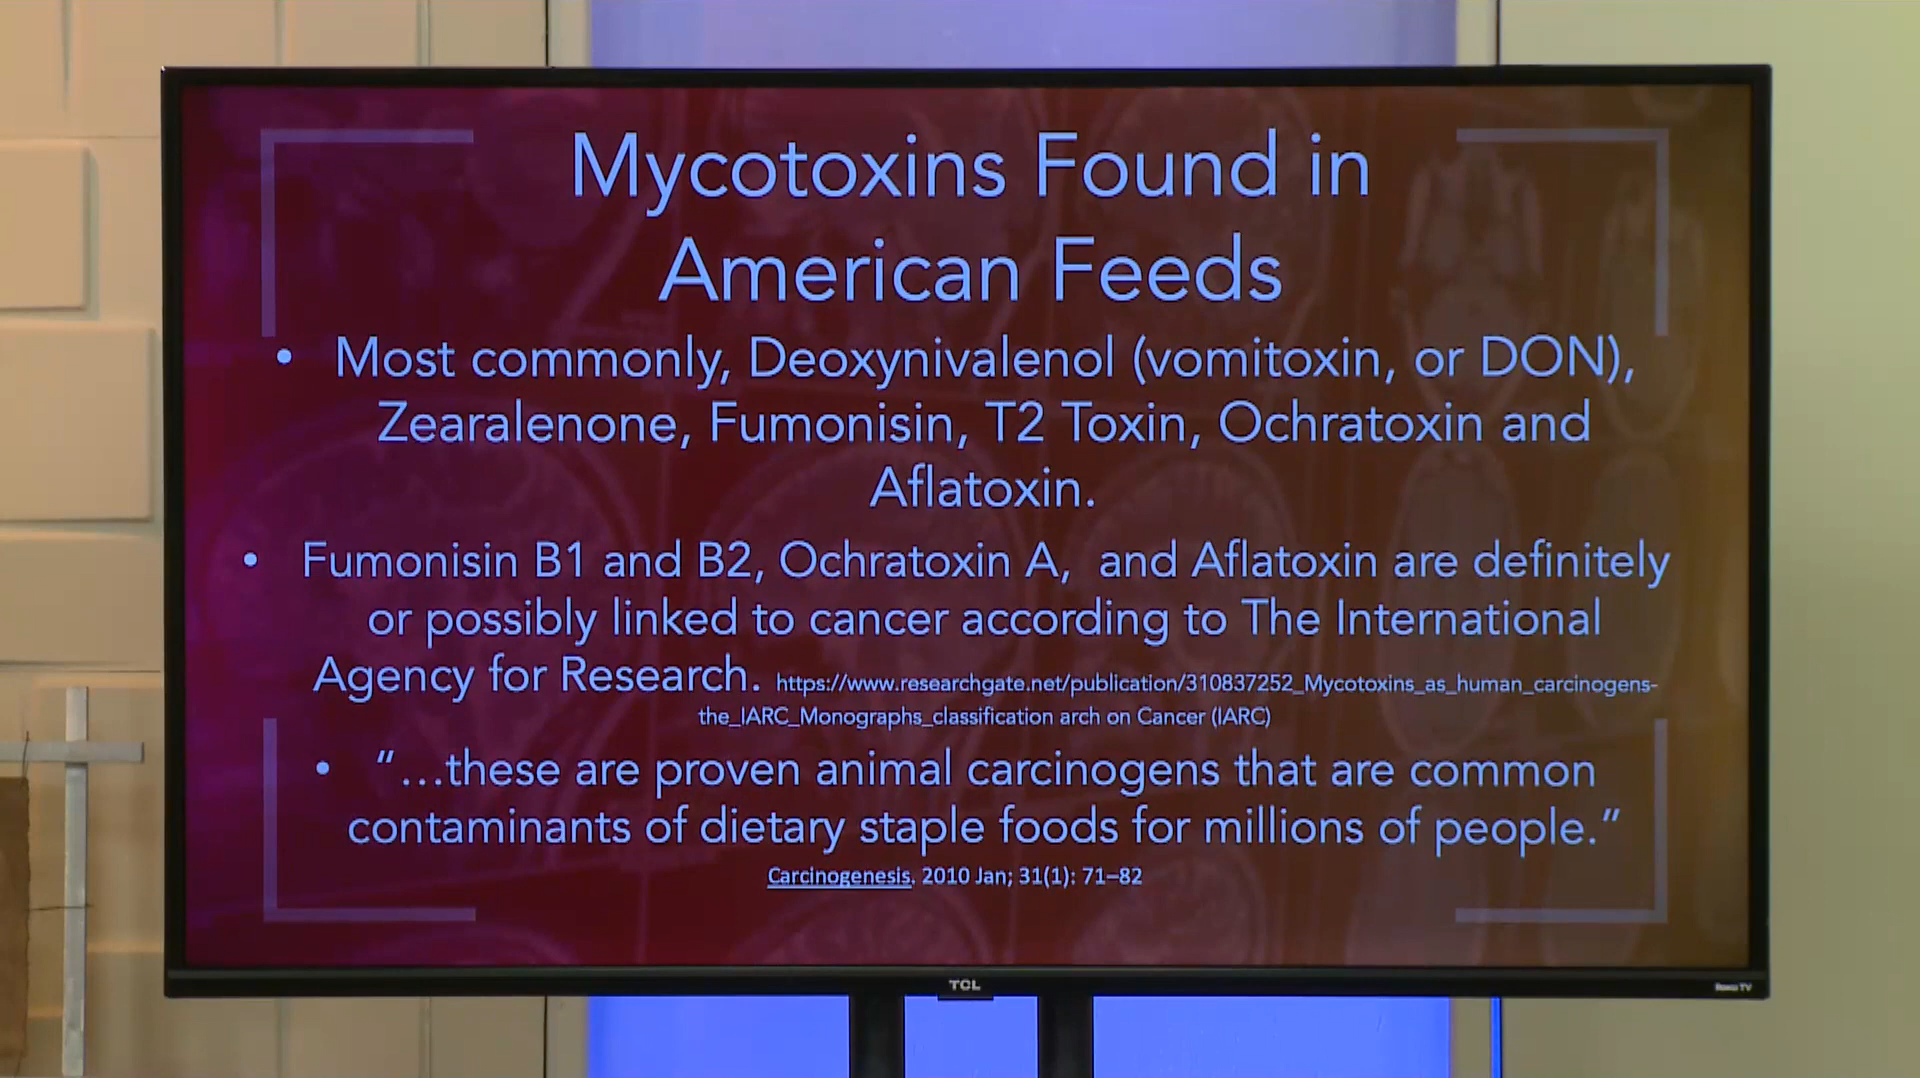 Mycotoxins Found in
American Feeds
• Most commonly, Deoxynivalenol (vomitoxin, or DON),
Zearalenone, Fumonisin, T2 Toxin, Ochratoxin and
Aflatoxin.
• Fumonisin B1 and B2, Ochratoxin A, and Aflatoxin are definitely
or possibly linked to cancer according to The International
Agency for Research. https://www.researchgate.net/publication/310837252_Mycotoxins_as_human_carcinogens-
the_IARC_Monographs_classification arch on Cancer (IARC)
• “...these are proven animal carcinogens that are common
contaminants of dietary staple foods for millions of people.”
Carcinogenesis. 2010 Jan; 31(1): 71–82
TCL
Roku TV